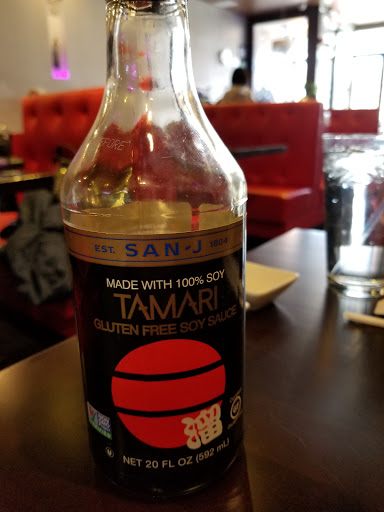 EST. SAN-J 1804
MADE WITH 100% SOY
TAMARI
GLUTEN FREE SOY SAUCE
NET 20 FL OZ (592 mL)